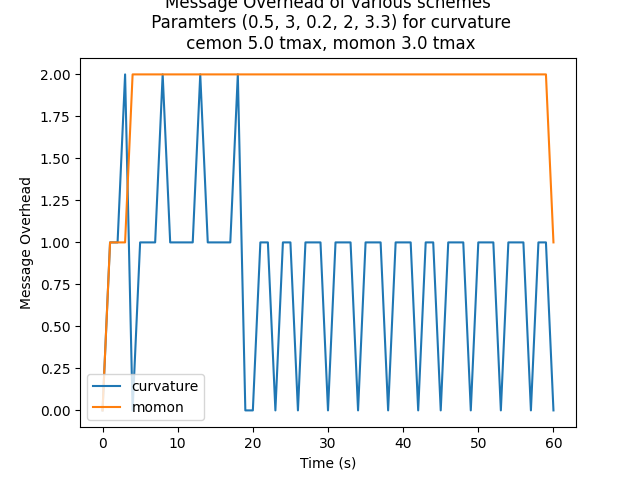 Message Overhead of Various schemes
Paramters (0.5, 3, 0.2, 2, 3.3) for curvature
cemon 5.0 tmax, momon 3.0 tmax
2.00
1.75
1.50
1.25
1.00
0.75
0.50
0.25
0.00
Message Overhead
curvature
momon
0 10 20 30 40 50 60
Time (s)